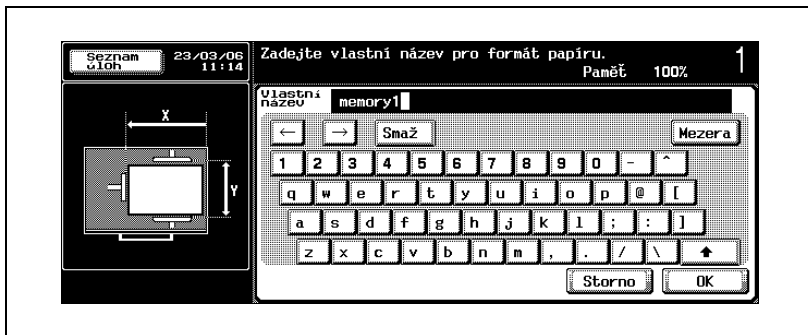 Seznam úloh
23/03/06
11:14
Zadejte vlastní název pro formát papíru.
Paměť 100%
1
Vlastní název
memory1
← → Smaž Mezera
1 2 3 4 5 6 7 8 9 0 - ^
q w e r t y u i o p @ [
a s d f g h j k l ; : ]
z x c v b n m , . / \
Storno OK
X
Y